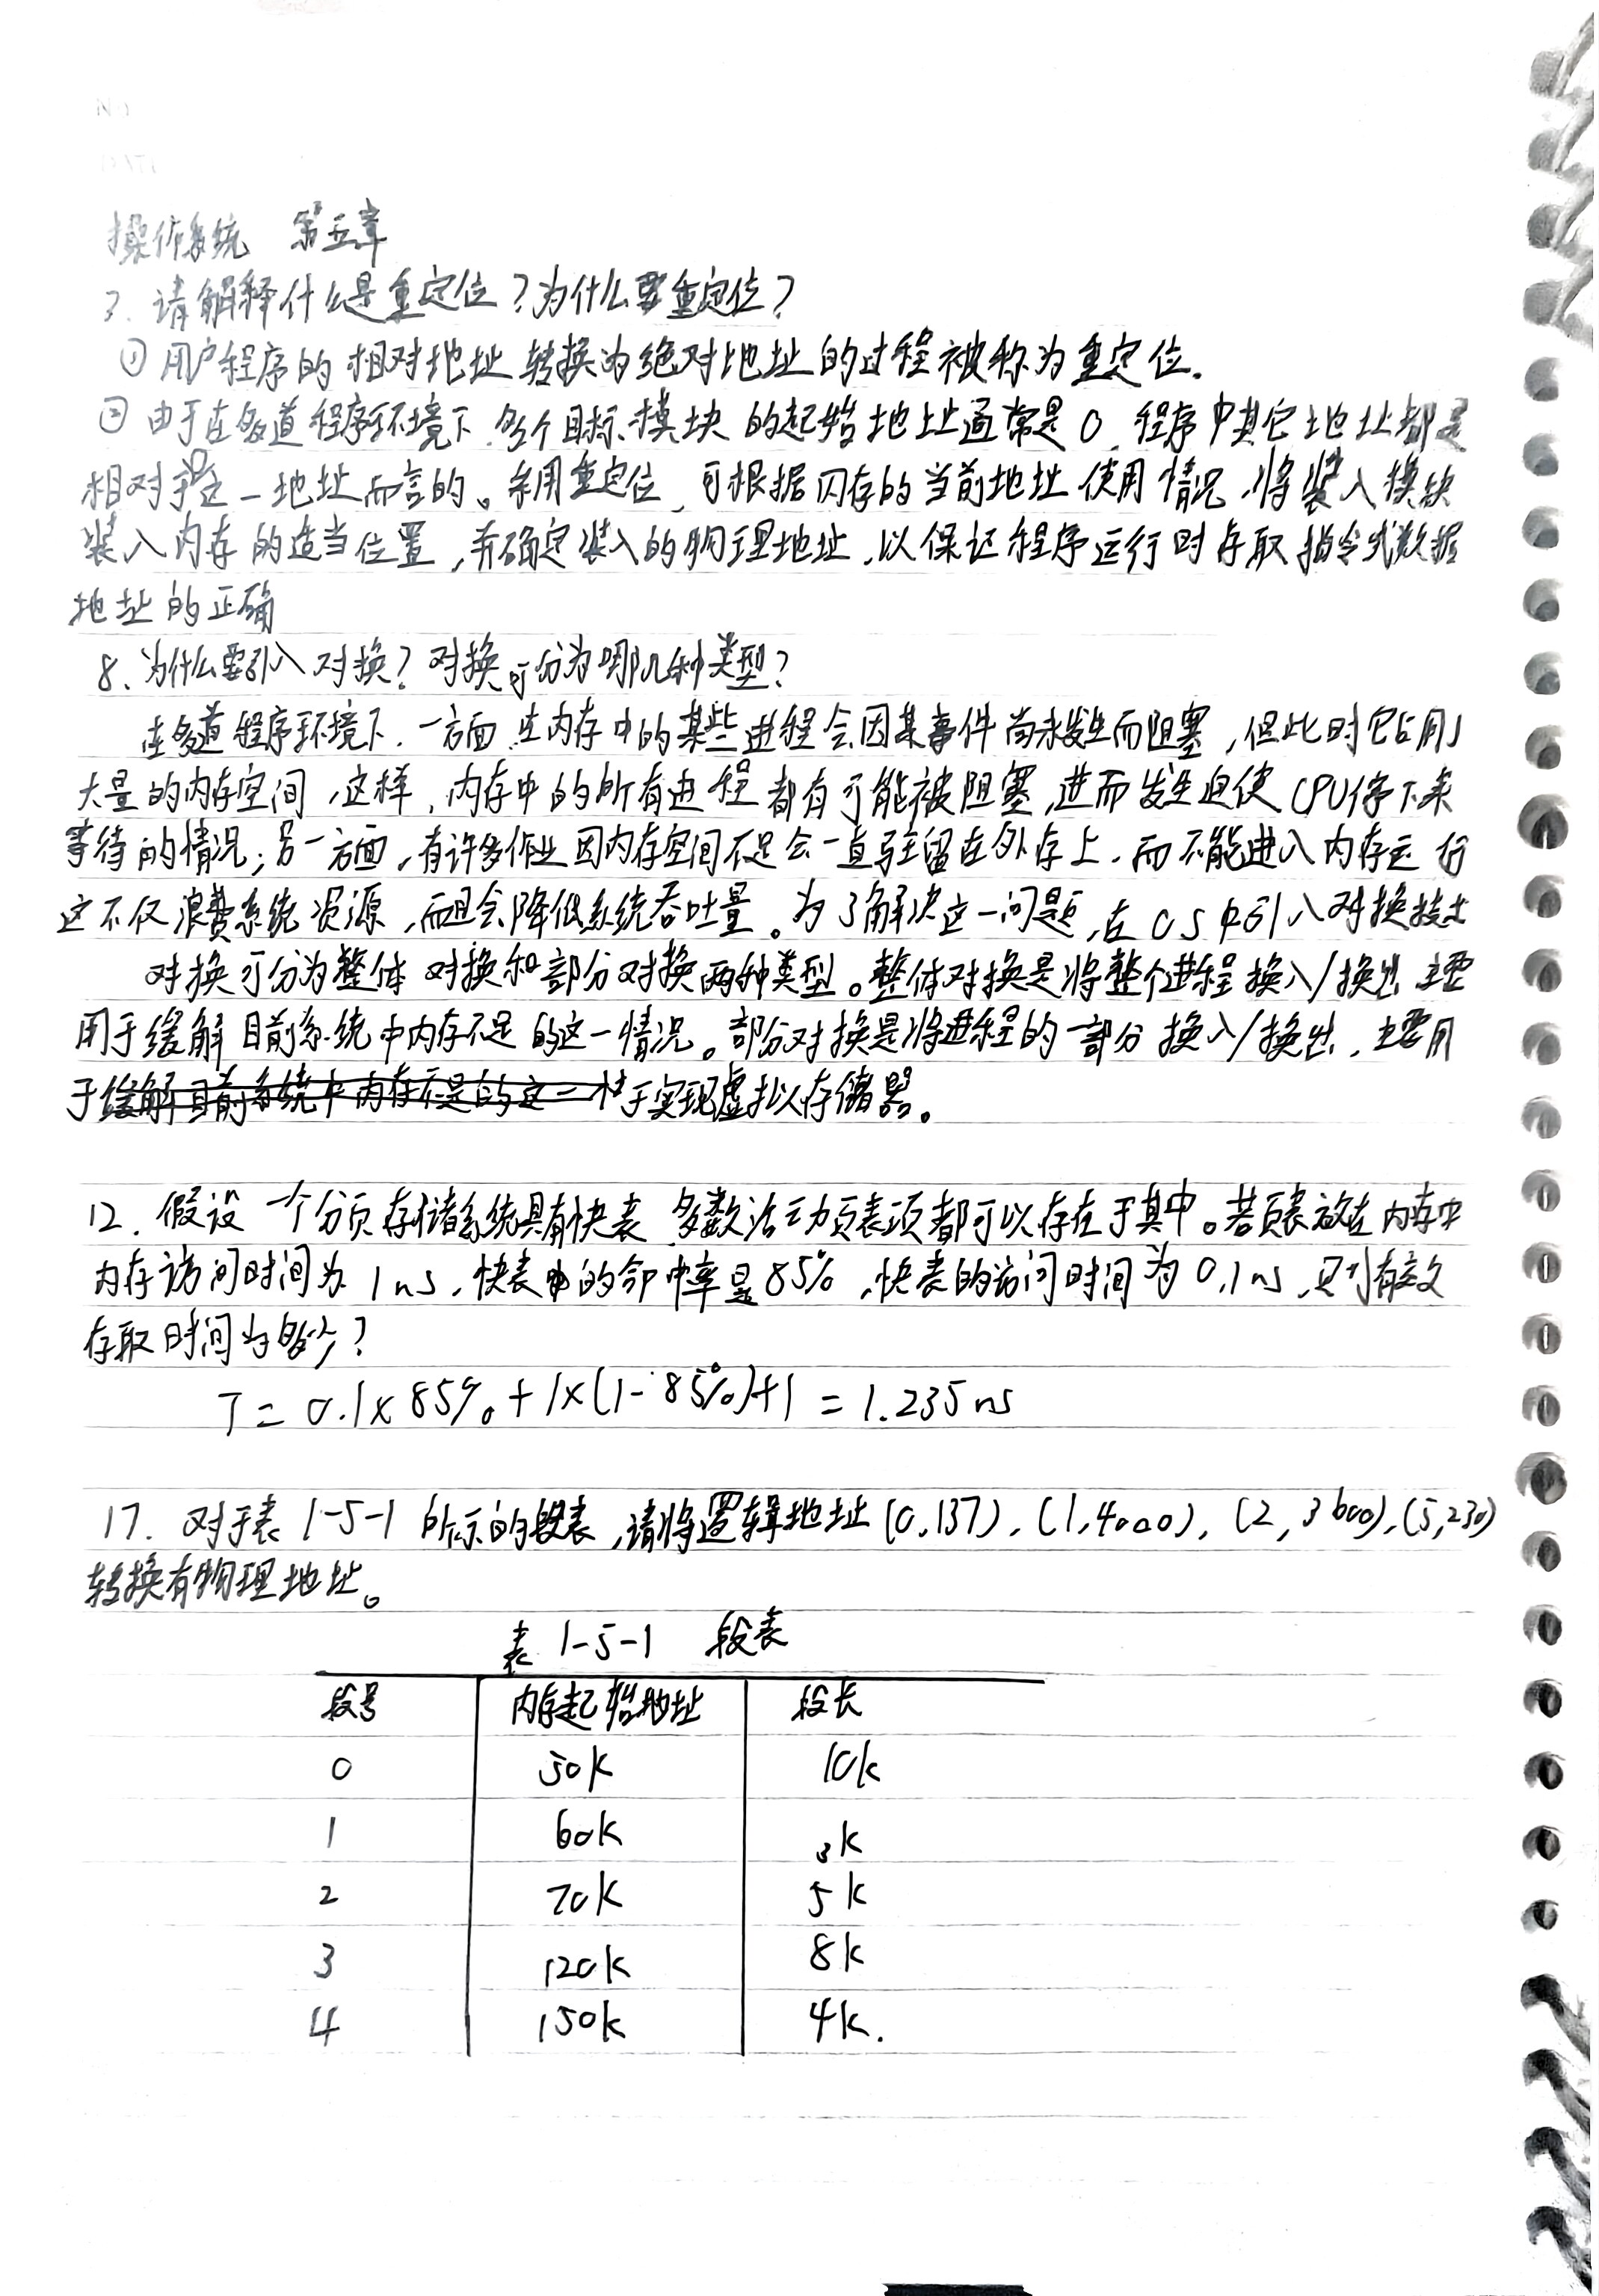 操作系统 第五章
7. 请解释什么是重定位?为什么要重定位?
① 用户程序的相对地址转换为绝对地址的过程被称为重定位.
② 由于在多道程序环境下,各个目标模块的起始地址通常是0,程序中其它地址都是
相对于这一地址而言的。采用重定位,可根据内存的当前地址使用情况,将装入模块
装入内存的适当位置,并确定装入的物理地址,以保证程序运行时存取指令或数据
地址的正确
8、为什么要引入对换?对换可分为哪几种类型?
在多道程序环境下,一方面,在内存中的某些进程会因某事件尚未发生而阻塞,但此时它占用
大量的内存空间,这样,内存中的所有进程都有可能被阻塞,进而发生迫使CPU停下来
等待的情况;另一方面,有许多作业因内存空间不足会一直驻留在外存上,而不能进入内存运行
这不仅浪费系统资源,而且会降低系统吞吐量。为了解决这一问题,在OS中引入对换技术
对换可分为整体对换和部分对换两种类型。整体对换是将整个进程换入/换出,主要
用于缓解目前系统中内存不足的这一情况。部分对换是将进程的一部分换入/换出,主要用
于缓解目前系统中内存不足的这一情于实现虚拟存储器。
12. 假设一个分页存储系统具有快表,多数活动页表项都可以存在于其中。若页表放在内存中
内存访问时间为1ns,快表中的命中率是85%,快表的访问时间为0.1ns,则有效
存取时间为多少?
T = 0.1×85% + 1×(1-85%)+1 = 1.235ns
17. 对于表1-5-1所示的段表,请将逻辑地址(0,137),(1,4000),(2,3600),(5,230)
转换有物理地址。
表1-5-1 段表
段号 内存起始地址 段长
0 50K 10K
1 60K 3K
2 70K 5K
3 120K 8K
4 150K 4K.